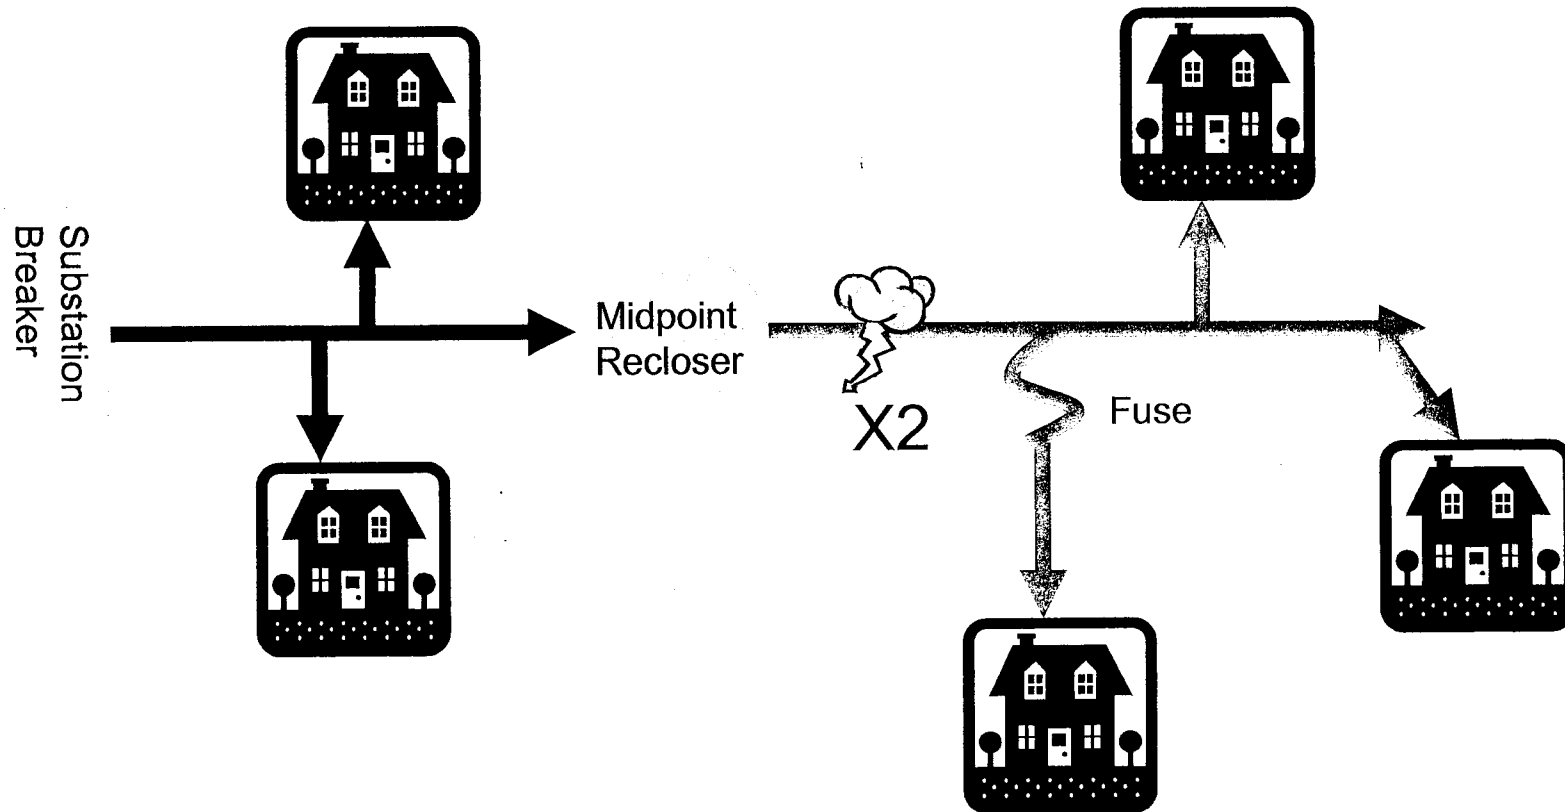 Substation
Breaker
Midpoint
Recloser
X2
Fuse